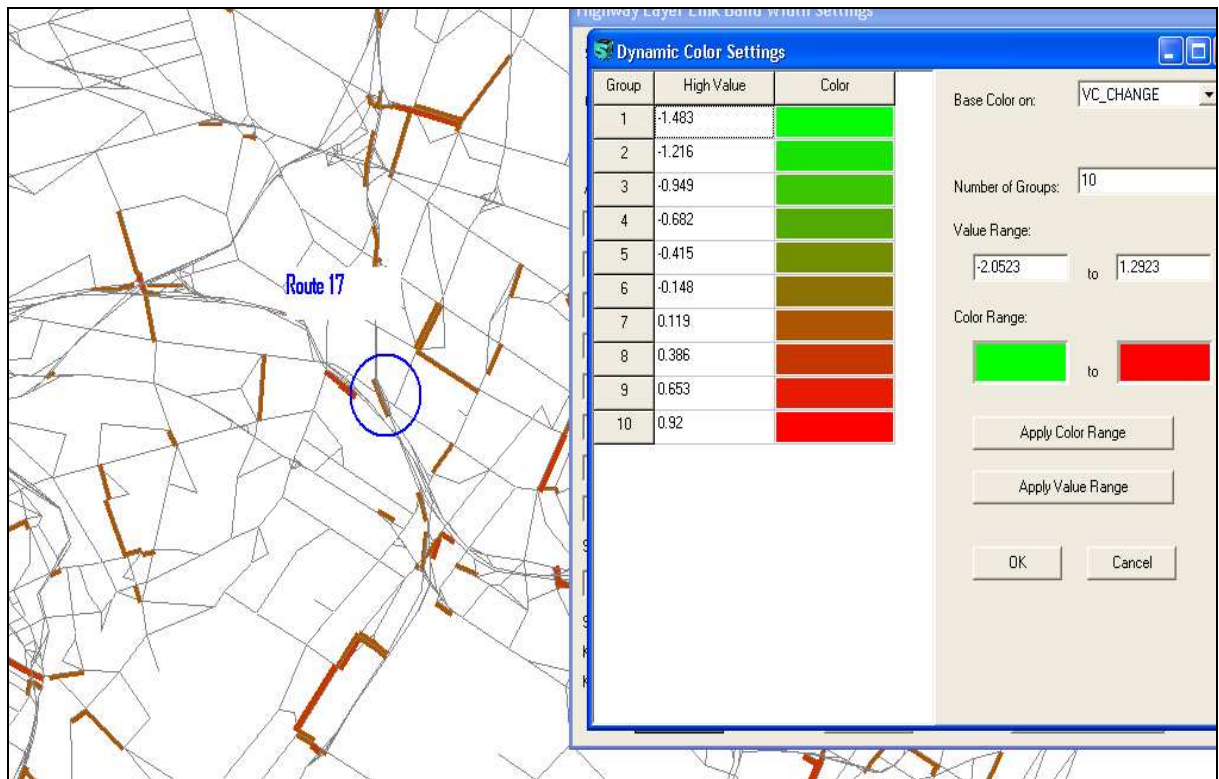 Highway Layer Link Band Width Settings
Dynamic Color Settings
Group High Value Color
1 -1.483
2 -1.216
3 -0.949
4 -0.682
5 -0.415
6 -0.148
7 0.119
8 0.386
9 0.653
10 0.92
Base Color on: VC_CHANGE
Number of Groups: 10
Value Range:
-2.0523 to 1.2923
Color Range:
to
Apply Color Range
Apply Value Range
OK Cancel
Route 17